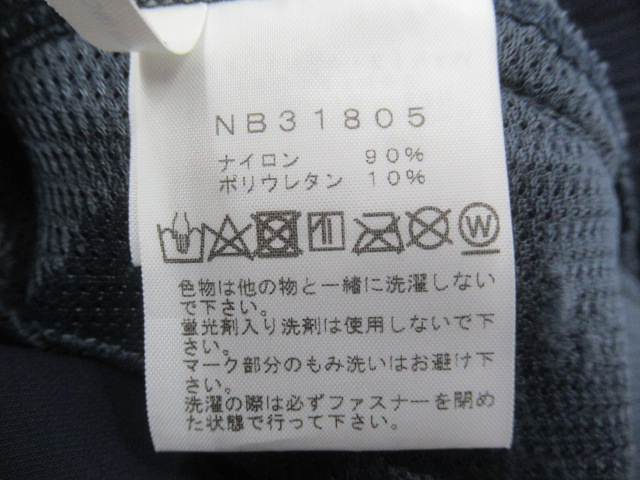 NB31805
ナイロン 90%
ポリウレタン 10%
W
色物は他の物と一緒に洗濯しない
で下さい。
蛍光剤入り洗剤は使用しないで下
さい。
マーク部分のもみ洗いはお避け下
さい。
洗濯の際は必ずファスナーを閉め
た状態で行って下さい。